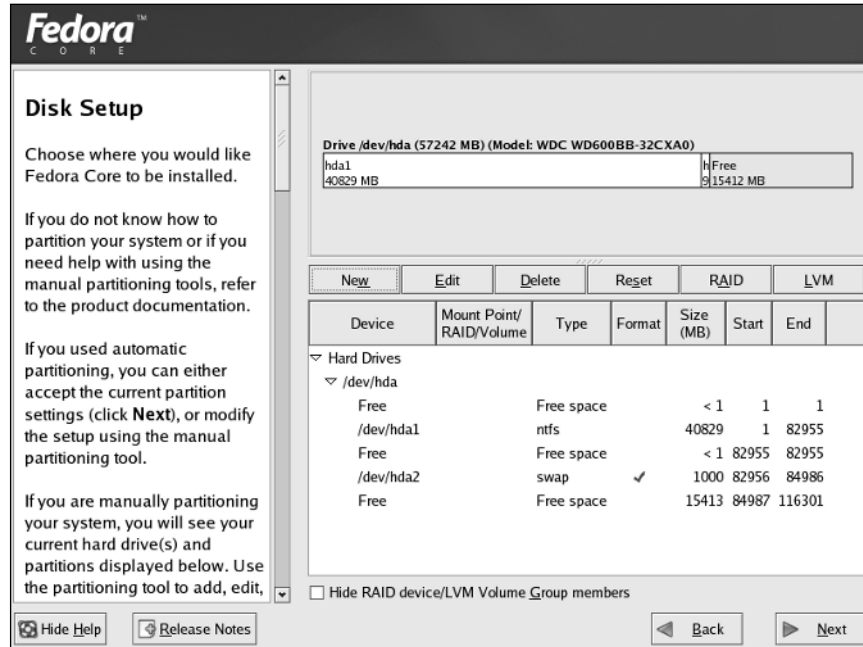 Fedora™
CORE
Disk Setup
Choose where you would like
Fedora Core to be installed.
If you do not know how to
partition your system or if you
need help with using the
manual partitioning tools, refer
to the product documentation.
If you used automatic
partitioning, you can either
accept the current partition
settings (click Next), or modify
the setup using the manual
partitioning tool.
If you are manually partitioning
your system, you will see your
current hard drive(s) and
partitions displayed below. Use
the partitioning tool to add, edit,
Drive /dev/hda (57242 MB) (Model: WDC WD600BB-32CXA0)
hda1 h Free
40829 MB 9 15412 MB
New Edit Delete Reset RAID LVM
Device Mount Point/ RAID/Volume Type Format Size (MB) Start End
Hard Drives
/dev/hda
Free Free space < 1 1 1
/dev/hda1 ntfs 40829 1 82955
Free Free space < 1 82955 82955
/dev/hda2 swap ✓ 1000 82956 84986
Free Free space 15413 84987 116301
Hide RAID device/LVM Volume Group members
Hide Help Release Notes Back Next